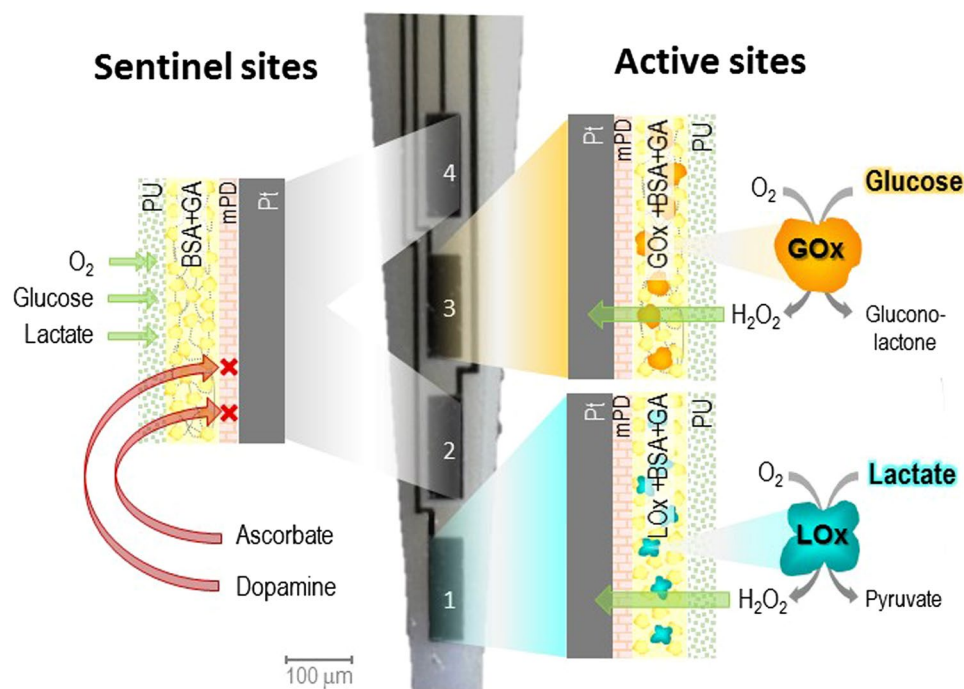 Sentinel sites
Active sites
PU
BSA+GA
mPD
Pt
O2
Glucose
Lactate
Ascorbate
Dopamine
100 µm
4
3
2
1
Pt
mPD
GOx +BSA+GA
PU
O2
Glucose
GOx
H2O2
Glucono-
lactone
Pt
mPD
LOx +BSA+GA
PU
O2
Lactate
LOx
H2O2
Pyruvate